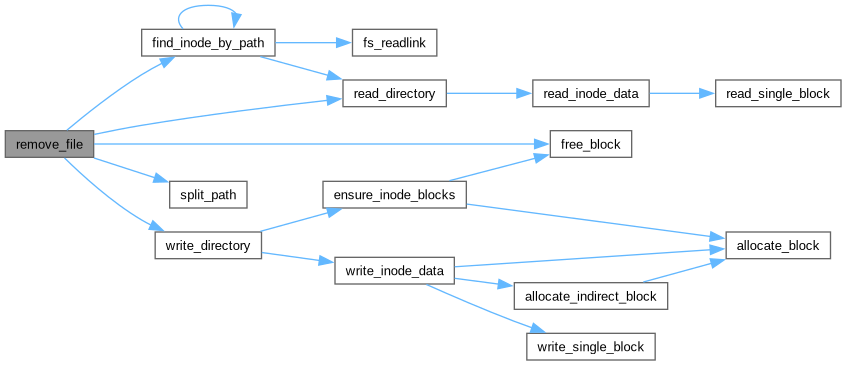 find_inode_by_path
fs_readlink
read_directory
read_inode_data
read_single_block
remove_file
free_block
split_path
ensure_inode_blocks
write_directory
allocate_block
write_inode_data
allocate_indirect_block
write_single_block